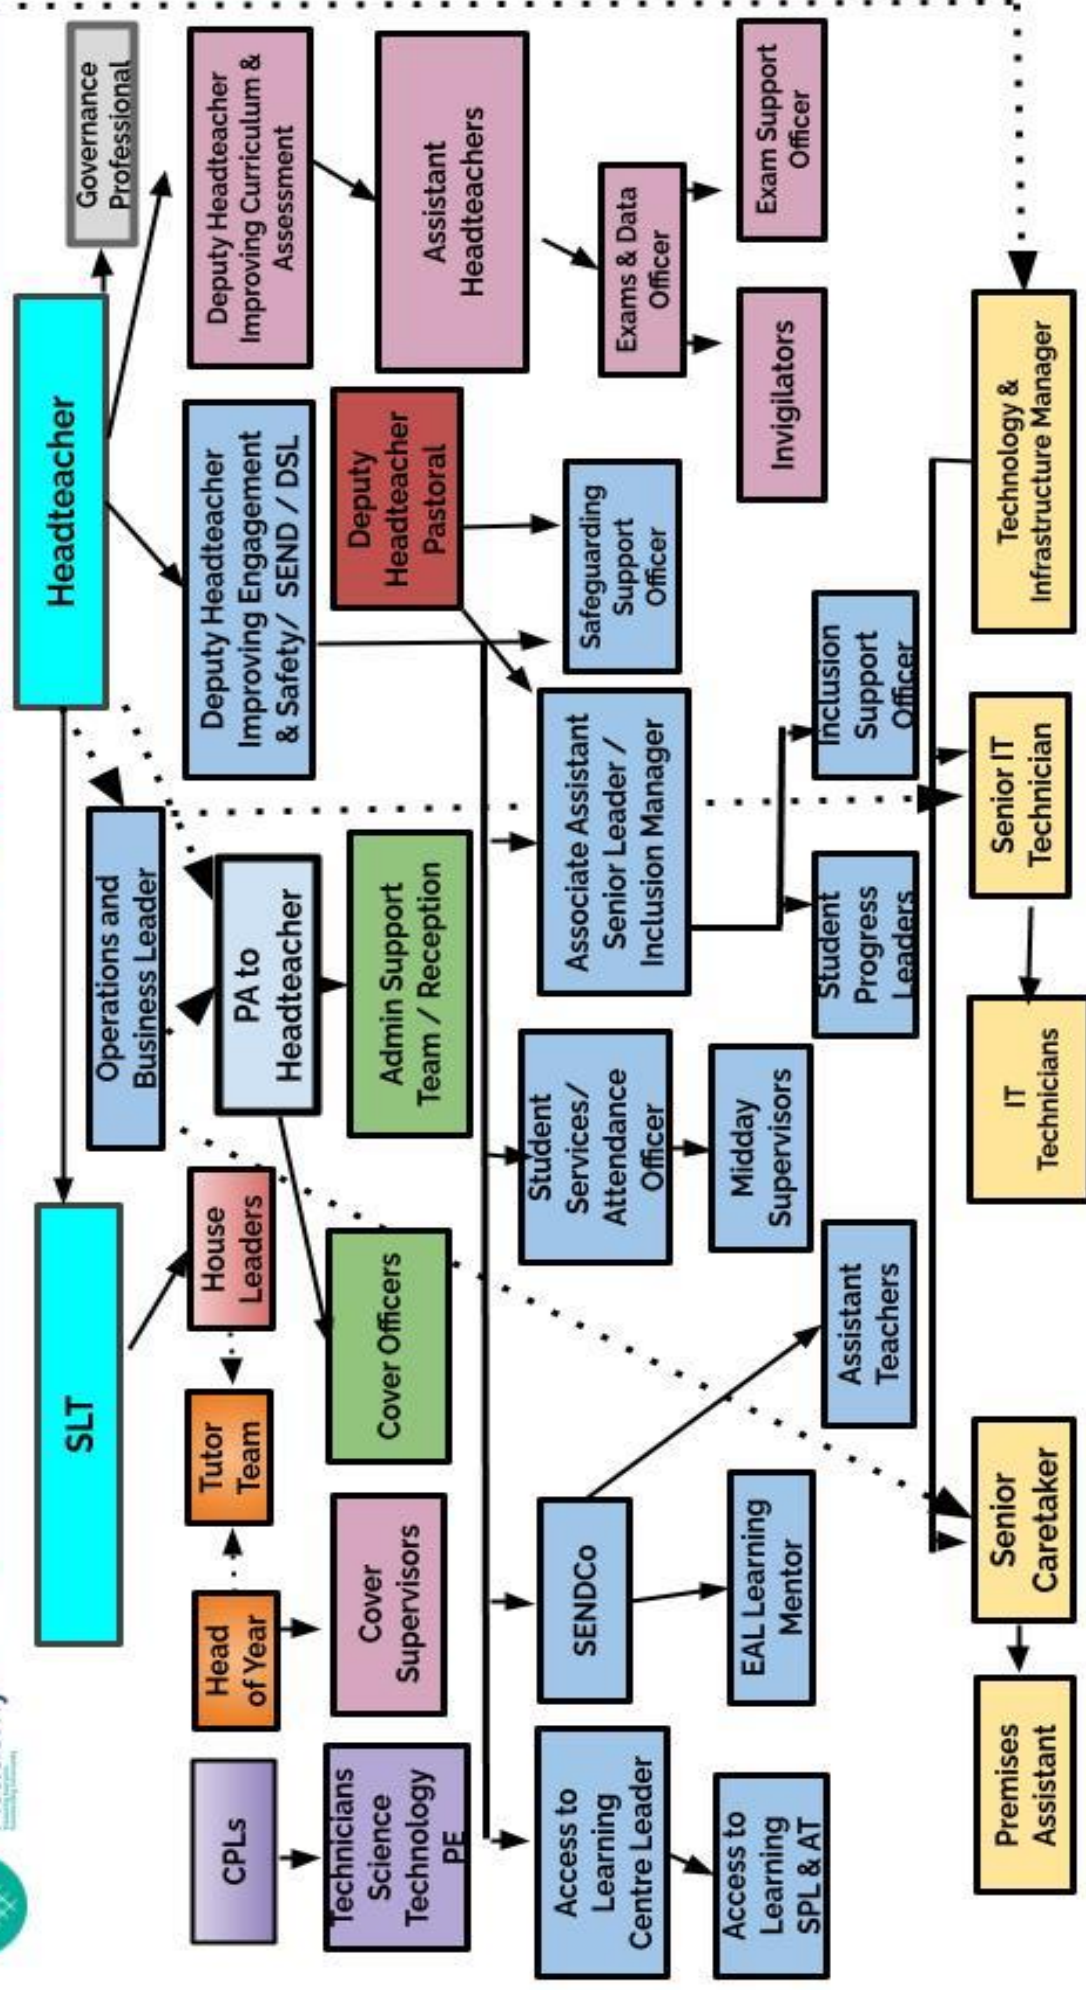 SLT
Headteacher
Governance
Professional
Operations and
Business Leader
CPLs
Head
of Year
Tutor
Team
House
Leaders
PA to
Headteacher
Deputy Headteacher
Improving Engagement
& Safety/ SEND / DSL
Deputy Headteacher
Improving Curriculum &
Assessment
Technicians
Science
Technology
PE
Cover
Supervisors
Cover Officers
Admin Support
Team / Reception
Deputy
Headteacher
Pastoral
Assistant
Headteachers
Access to
Learning
Centre Leader
SENDCo
Student
Services/
Attendance
Officer
Associate Assistant
Senior Leader /
Inclusion Manager
Safeguarding
Support
Officer
Exams & Data
Officer
Access to
Learning
SPL & AT
EAL Learning
Mentor
Assistant
Teachers
Midday
Supervisors
Student
Progress
Leaders
Inclusion
Support
Officer
Invigilators
Exam Support
Officer
Premises
Assistant
Senior
Caretaker
IT
Technicians
Senior IT
Technician
Technology &
Infrastructure Manager